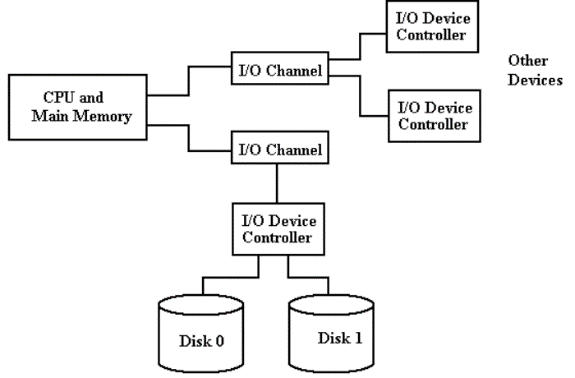 I/O Device
Controller
Other
Devices
I/O Channel
CPU and
Main Memory
I/O Device
Controller
I/O Channel
I/O Device
Controller
Disk 0
Disk 1